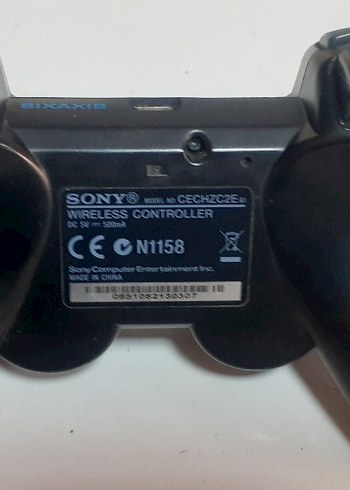 SIXAXIS
SONY®
MODEL NO. CECHZC2E
WIRELESS CONTROLLER
DC 5V ⎓ 500mA
CE N1158
Sony Computer Entertainment Inc.
MADE IN CHINA